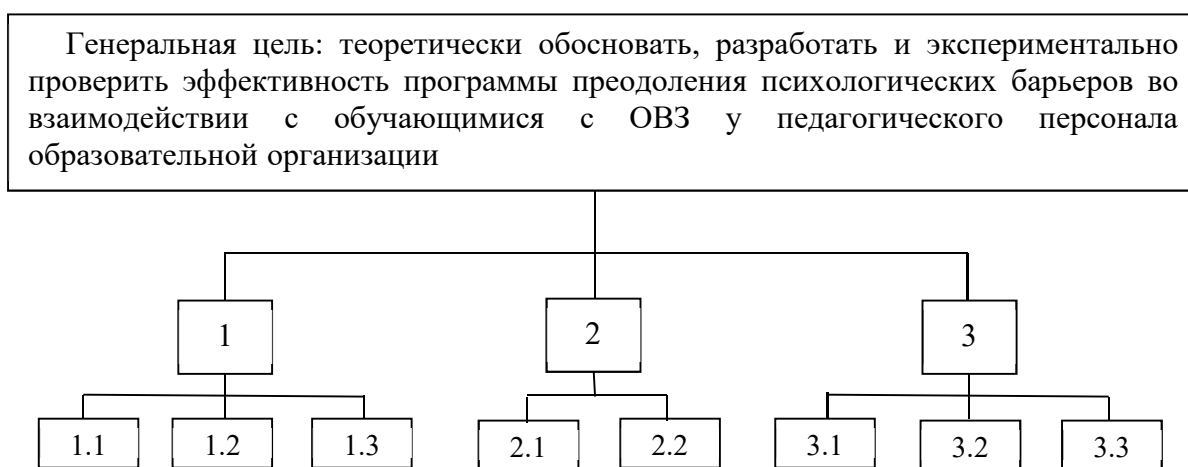 Генеральная цель: теоретически обосновать, разработать и экспериментально
проверить эффективность программы преодоления психологических барьеров во
взаимодействии с обучающимися с ОВЗ у педагогического персонала
образовательной организации
1 2 3
1.1 1.2 1.3 2.1 2.2 3.1 3.2 3.3